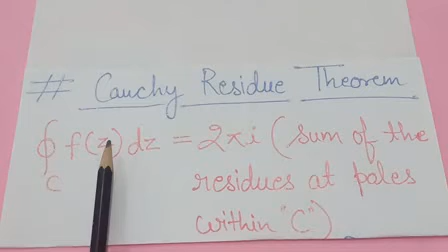 # Cauchy Residue Theorem
∮ f(z) dz = 2πi ( sum of the
C residues at poles
within "C")